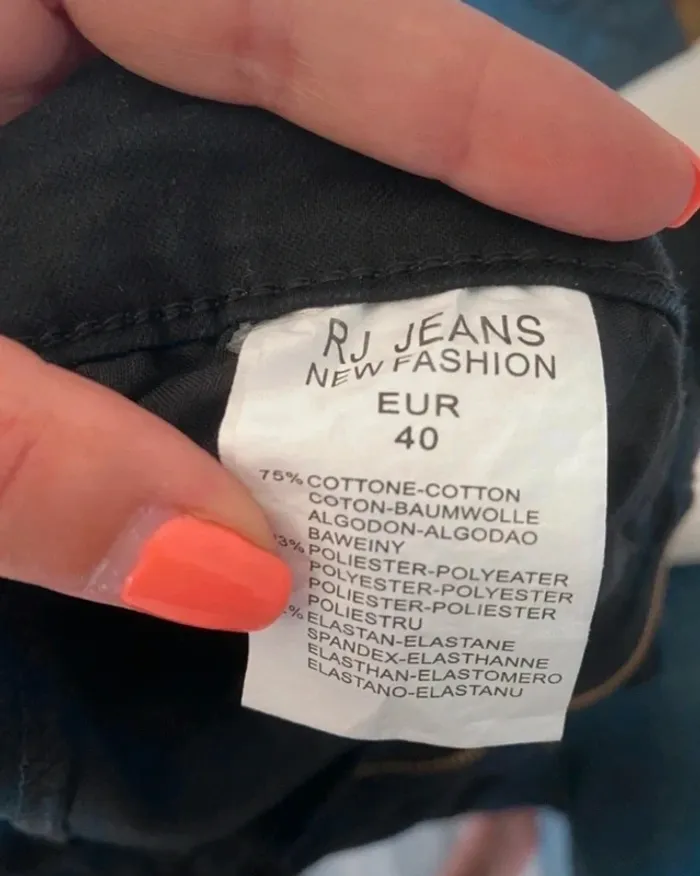 RJ JEANS
NEW FASHION
EUR
40
75% COTTONE-COTTON
COTON-BAUMWOLLE
ALGODON-ALGODAO
BAWEINY
3% POLIESTER-POLYEATER
POLYESTER-POLYESTER
POLIESTER-POLIESTER
POLIESTRU
% ELASTAN-ELASTANE
SPANDEX-ELASTHANNE
ELASTHAN-ELASTOMERO
ELASTANO-ELASTANU